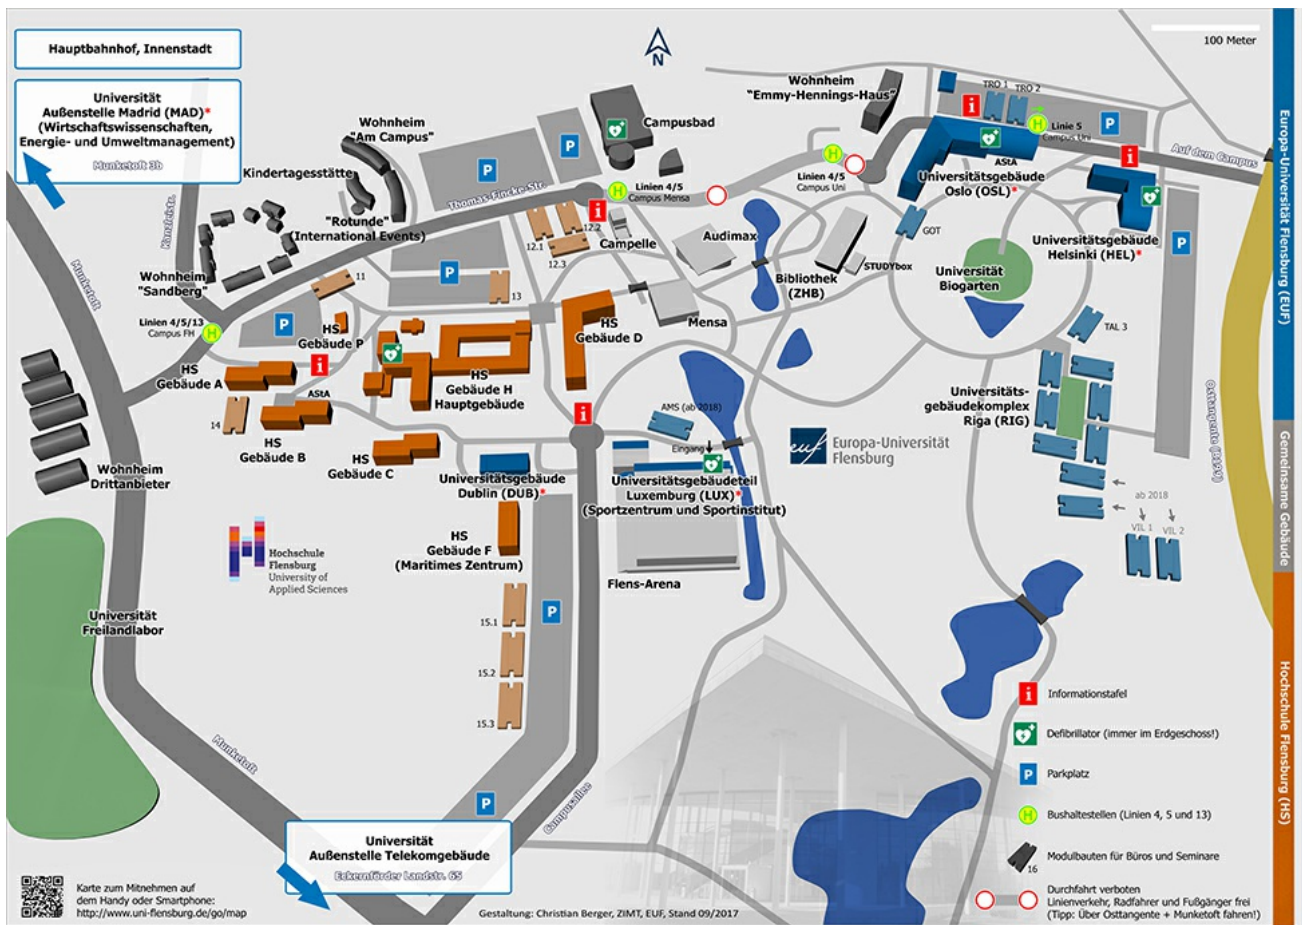 Hauptbahnhof, Innenstadt
Universität
Außenstelle Madrid (MAD)*
(Wirtschaftswissenschaften,
Energie- und Umweltmanagement)
Munketoft 3b
N
100 Meter
Wohnheim
"Emmy-Hennings-Haus"
TRO 1
TRO 2
Linie 5
Campus Uni
Auf dem Campus
Campusbad
Wohnheim
"Am Campus"
Kindertagesstätte
"Rotunde"
(International Events)
Thomas-Fincke-Str.
Kanzleistr.
Munketoft
Linien 4/5
Campus Mensa
Linien 4/5
Campus Uni
AStA
Universitätsgebäude
Oslo (OSL)*
Universitätsgebäude
Helsinki (HEL)*
GOT
12.1
12.2
12.3
Campelle
Audimax
Bibliothek
(ZHB)
STUDYbox
Universität
Biogarten
Wohnheim
"Sandberg"
11
13
Linien 4/5/13
Campus FH
HS
Gebäude P
HS
Gebäude D
Mensa
TAL 3
HS
Gebäude A
AStA
HS
Gebäude H
Hauptgebäude
14
HS
Gebäude B
HS
Gebäude C
AMS (ab 2018)
Eingang
euf
Europa-Universität
Flensburg
Universitäts-
gebäudekomplex
Riga (RIG)
Osttangente (B199)
Wohnheim
Drittanbieter
Universitätsgebäude
Dublin (DUB)*
Universitätsgebäudeteil
Luxemburg (LUX)*
(Sportzentrum und Sportinstitut)
ab 2018
VIL 1
VIL 2
Hochschule
Flensburg
University of
Applied Sciences
HS
Gebäude F
(Maritimes Zentrum)
Flens-Arena
Universität
Freilandlabor
15.1
15.2
15.3
Munketoft
Campusallee
Universität
Außenstelle Telekomgebäude
Eckernförder Landstr. 65
i Informationstafel
Defibrillator (immer im Erdgeschoss!)
P Parkplatz
H Bushaltestellen (Linien 4, 5 und 13)
Modulbauten für Büros und Seminare
16
Durchfahrt verboten
Linienverkehr, Radfahrer und Fußgänger frei
(Tipp: Über Osttangente + Munketoft fahren!)
Karte zum Mitnehmen auf
dem Handy oder Smartphone:
http://www.uni-flensburg.de/go/map
Gestaltung: Christian Berger, ZIMT, EUF, Stand 09/2017
Europa-Universität Flensburg (EUF)
Gemeinsame Gebäude
Hochschule Flensburg (HS)